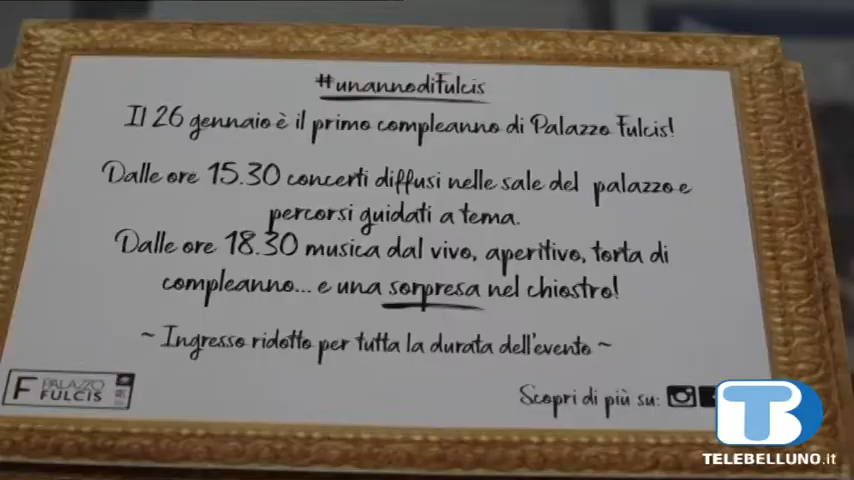 #unannodiFulcis
Il 26 gennaio è il primo compleanno di Palazzo Fulcis!
Dalle ore 15.30 concerti diffusi nelle sale del palazzo e
percorsi guidati a tema.
Dalle ore 18.30 musica dal vivo, aperitivo, torta di
compleanno... e una sorpresa nel chiostro!
~ Ingresso ridotto per tutta la durata dell'evento ~
F PALAZZO
FULCIS
Scopri di più su:
TB
TELEBELLUNO.it